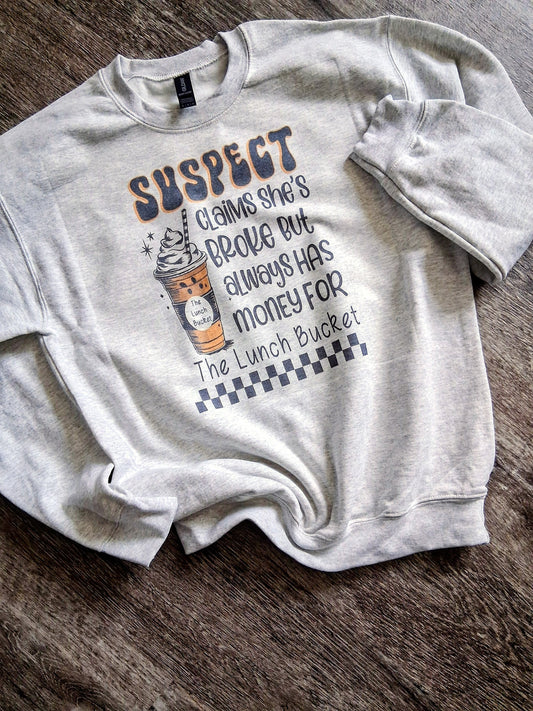 SUSPECT
CLAIMS SHE'S
BROKE BUT
ALWAYS HAS
MONEY FOR
The Lunch Bucket
The
Lunch
Bucket